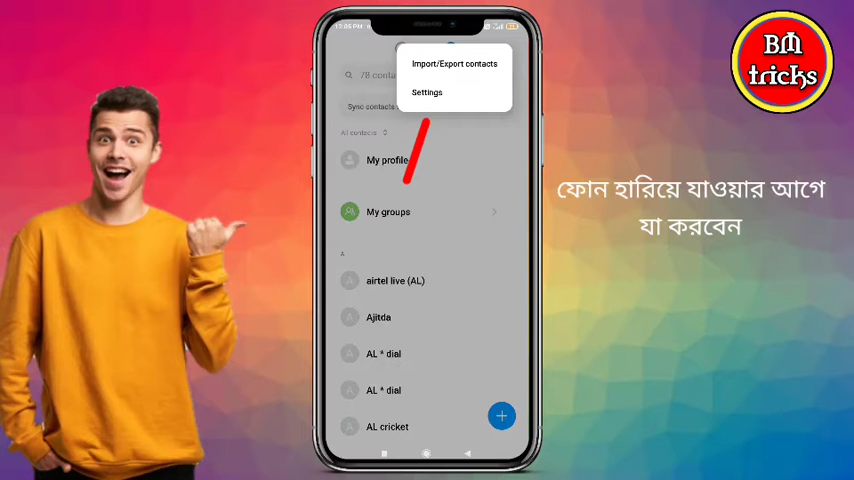 12:05 PM
Import/Export contacts
78 conta
Settings
Sync contacts
All contacts
My profile
My groups
A
A airtel live (AL)
A Ajitda
A AL * dial
A AL * dial
A AL cricket
BM
tricks
ফোন হারিয়ে যাওয়ার আগে
যা করবেন